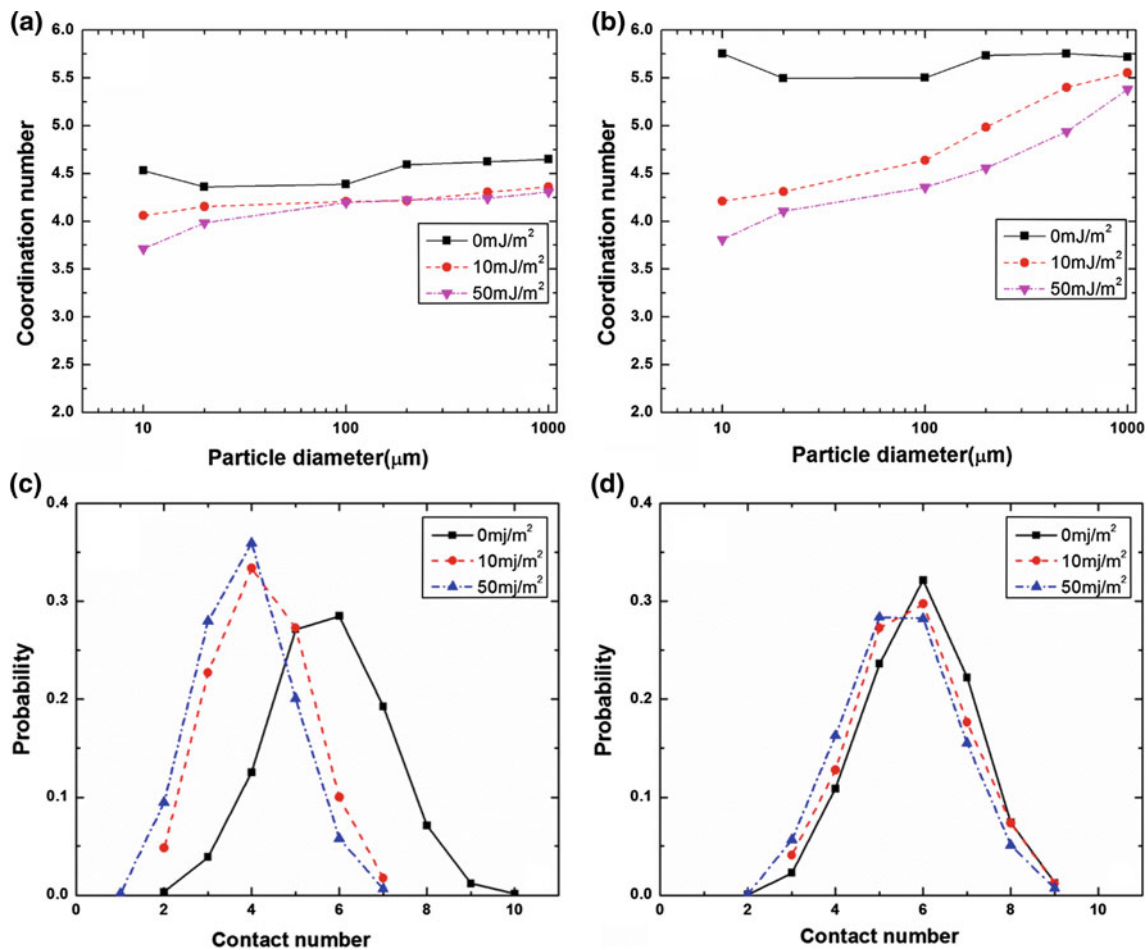 (a)
6.0
5.5
5.0
4.5
4.0
3.5
3.0
2.5
2.0
Coordination number
0mJ/m²
10mJ/m²
50mJ/m²
10
100
1000
Particle diameter(μm)
(b)
6.0
5.5
5.0
4.5
4.0
3.5
3.0
2.5
2.0
Coordination number
0mJ/m²
10mJ/m²
50mJ/m²
10
100
1000
Particle diameter(μm)
(c)
0.4
0.3
0.2
0.1
0.0
Probability
0mj/m²
10mj/m²
50mj/m²
0
2
4
6
8
10
Contact number
(d)
0.4
0.3
0.2
0.1
0.0
Probability
0mj/m²
10mj/m²
50mj/m²
0
2
4
6
8
10
Contact number